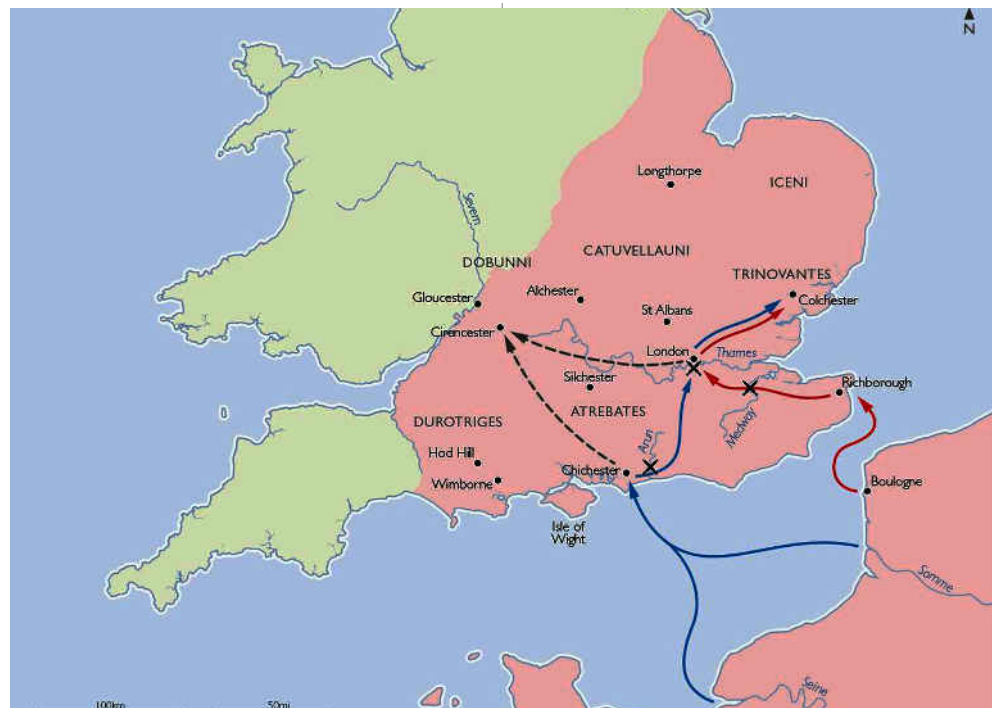 N
Longthorpe
ICENI
Severn
CATUVELLAUNI
DOBUNNI
TRINOVANTES
Gloucester
Alchester
Colchester
St Albans
Cirencester
London
Thames
Silchester
Richborough
ATREBATES
Medway
DUROTRIGES
Arun
Hod Hill
Chichester
Wimborne
Boulogne
Isle of
Wight
Somme
Seine
100km
50mi